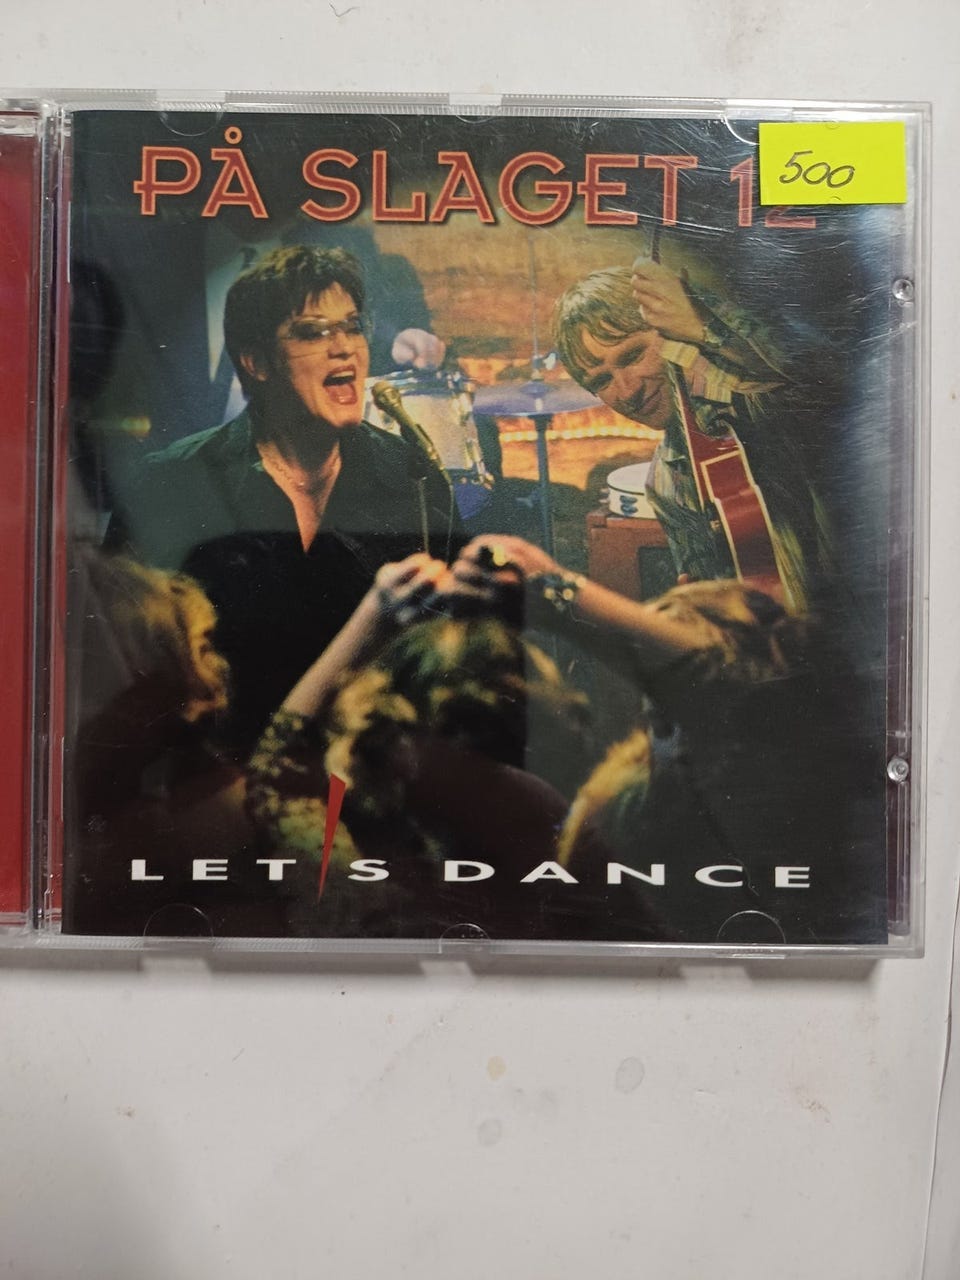 PÅ SLAGET 12
500
LET'S DANCE